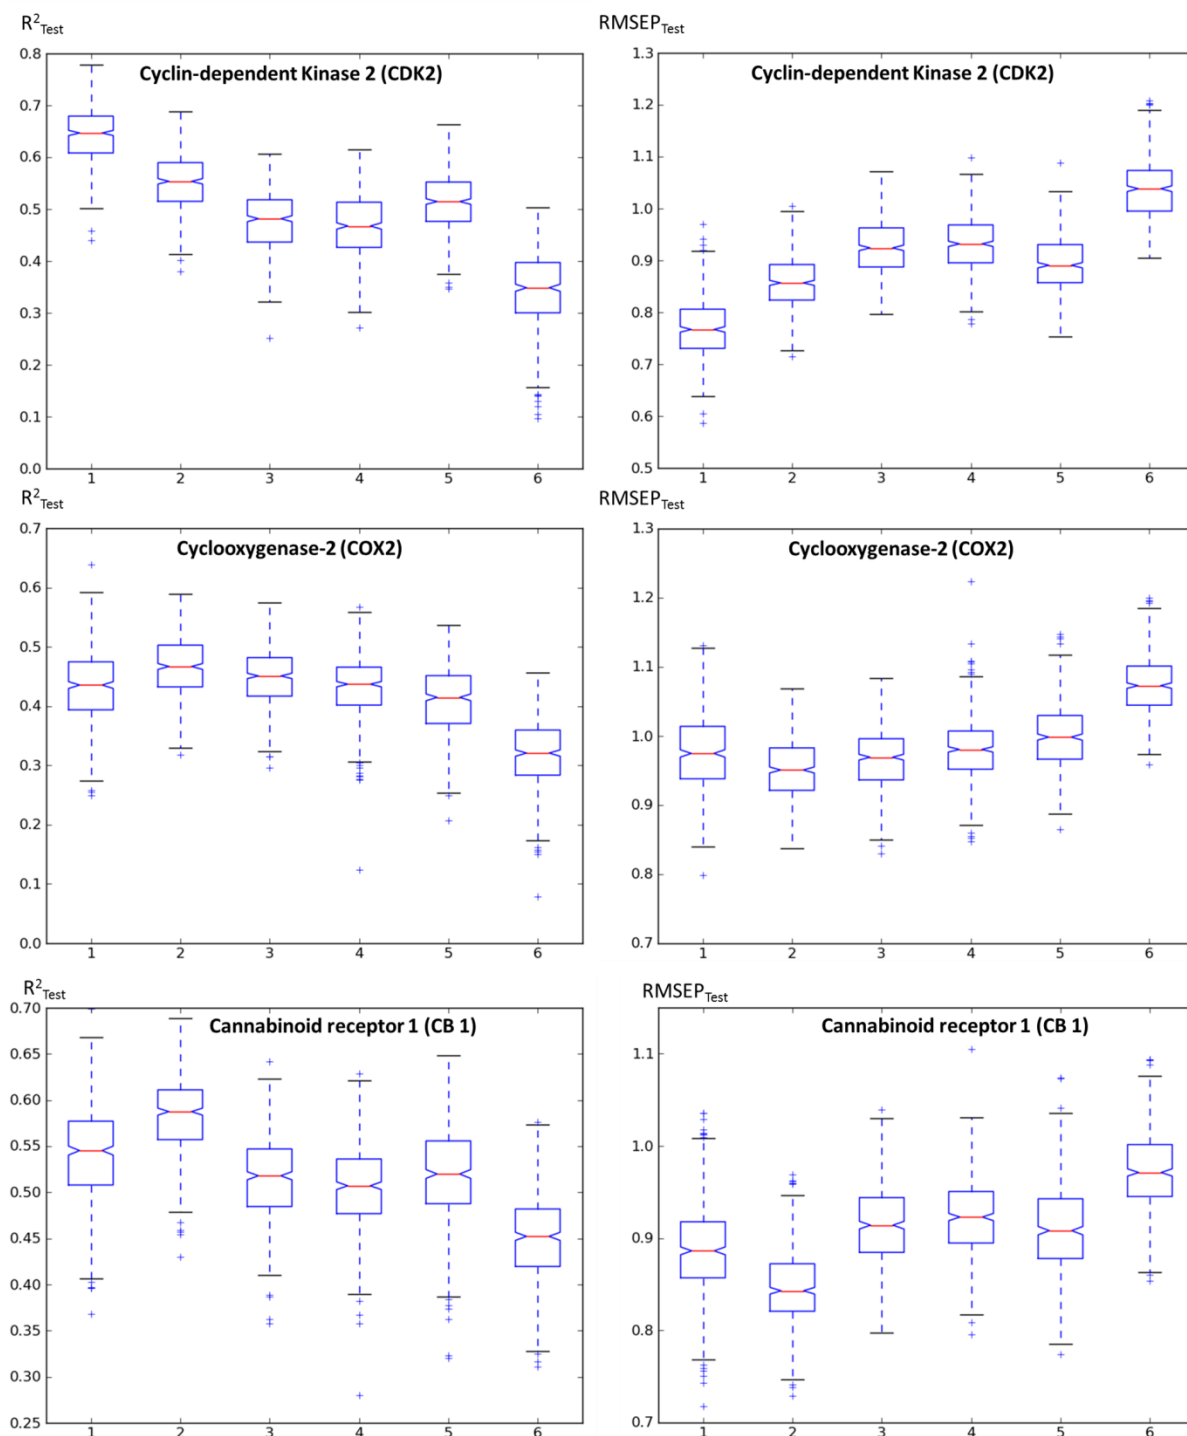 R²Test
RMSEPTest
Cyclin-dependent Kinase 2 (CDK2)
0.8
0.7
0.6
0.5
0.4
0.3
0.2
0.1
0.0
1 2 3 4 5 6
Cyclin-dependent Kinase 2 (CDK2)
1.3
1.2
1.1
1.0
0.9
0.8
0.7
0.6
0.5
1 2 3 4 5 6
R²Test
RMSEPTest
Cyclooxygenase-2 (COX2)
0.7
0.6
0.5
0.4
0.3
0.2
0.1
0.0
1 2 3 4 5 6
Cyclooxygenase-2 (COX2)
1.3
1.2
1.1
1.0
0.9
0.8
0.7
1 2 3 4 5 6
R²Test
RMSEPTest
Cannabinoid receptor 1 (CB 1)
0.70
0.65
0.60
0.55
0.50
0.45
0.40
0.35
0.30
0.25
1 2 3 4 5 6
Cannabinoid receptor 1 (CB 1)
1.1
1.0
0.9
0.8
0.7
1 2 3 4 5 6